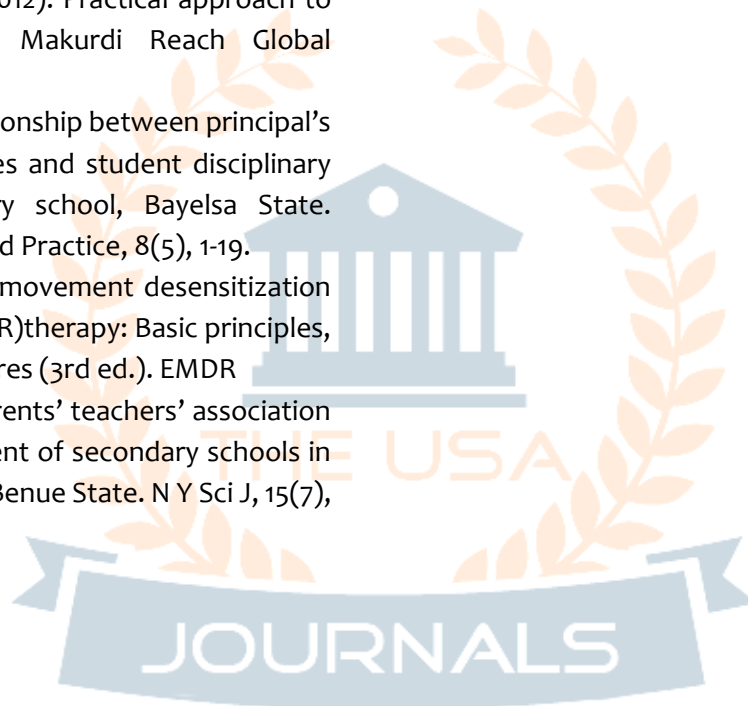 012). Practical approach to
Makurdi Reach Global
onship between principal’s
es and student disciplinary
ry school, Bayelsa State.
d Practice, 8(5), 1-19.
movement desensitization
R)therapy: Basic principles,
res (3rd ed.). EMDR
rents’ teachers’ association
ent of secondary schools in
Benue State. N Y Sci J, 15(7),
THE USA
JOURNALS